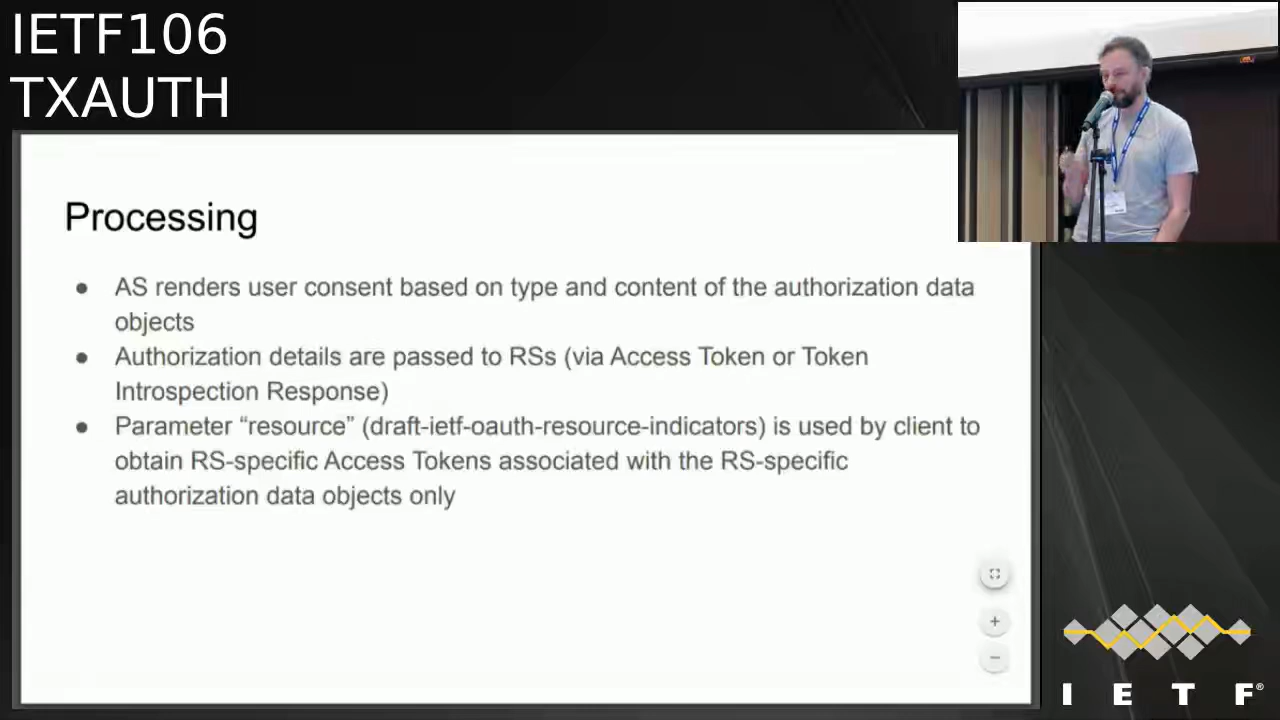 IETF106
TXAUTH
Processing
● AS renders user consent based on type and content of the authorization data
objects
● Authorization details are passed to RSs (via Access Token or Token
Introspection Response)
● Parameter “resource” (draft-ietf-oauth-resource-indicators) is used by client to
obtain RS-specific Access Tokens associated with the RS-specific
authorization data objects only
+
−
I E T F®